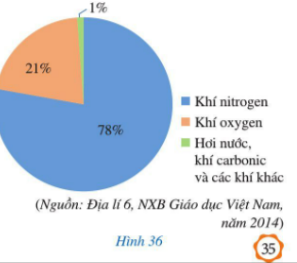 1%
21%
78%
Khí nitrogen
Khí oxygen
Hơi nước,
khí carbonic
và các khí khác
(Nguồn: Địa lí 6, NXB Giáo dục Việt Nam,
năm 2014)
Hình 36
35